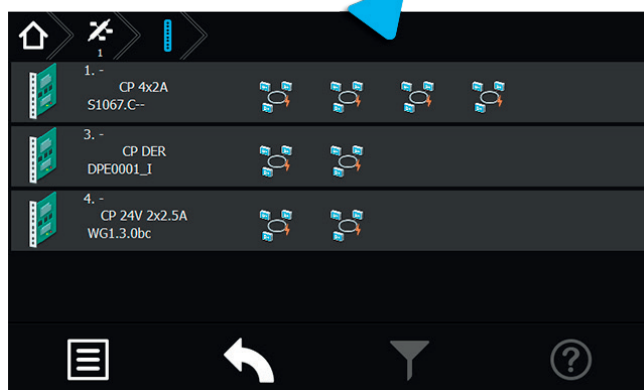 1
1. -
CP 4x2A
S1067.C--
3. -
CP DER
DPE0001_I
4. -
CP 24V 2x2.5A
WG1.3.0bc
?